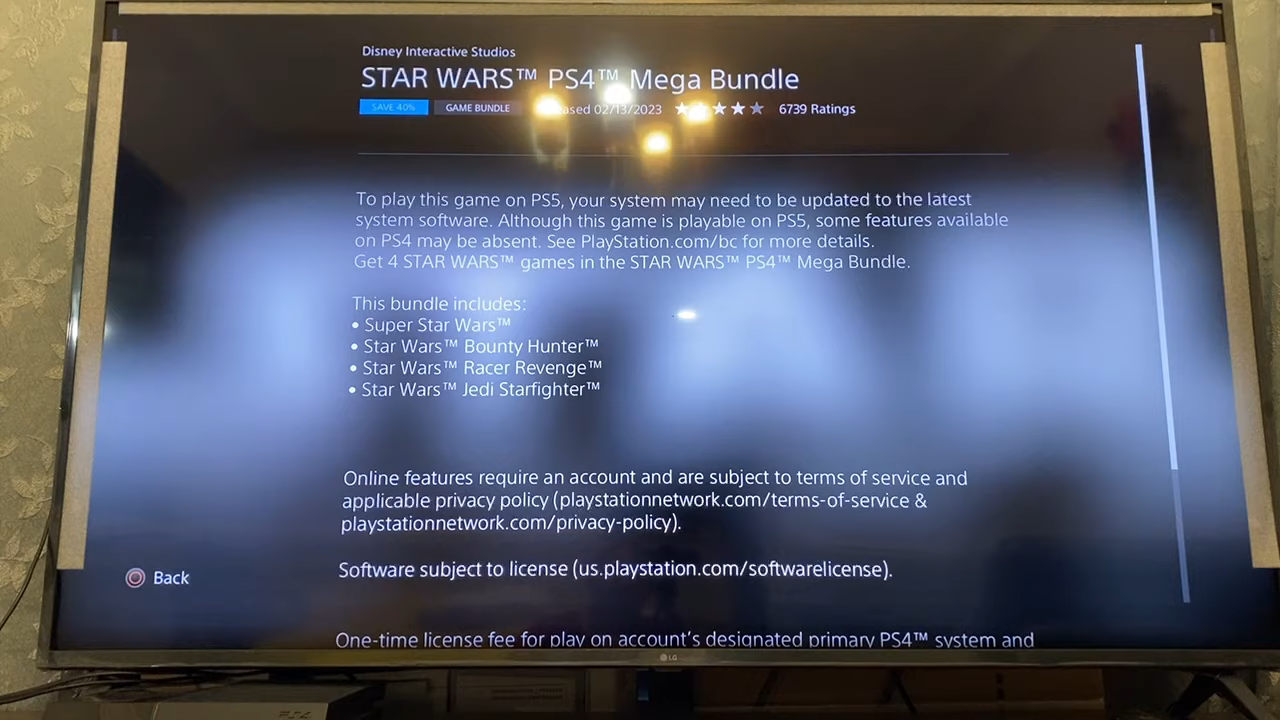 Disney Interactive Studios
STAR WARS™ PS4™ Mega Bundle
SAVE 40% GAME BUNDLE 02/13/2023 6739 Ratings
To play this game on PS5, your system may need to be updated to the latest
system software. Although this game is playable on PS5, some features available
on PS4 may be absent. See PlayStation.com/bc for more details.
Get 4 STAR WARS™ games in the STAR WARS™ PS4™ Mega Bundle.
This bundle includes:
• Super Star Wars™
• Star Wars™ Bounty Hunter™
• Star Wars™ Racer Revenge™
• Star Wars™ Jedi Starfighter™
Online features require an account and are subject to terms of service and
applicable privacy policy (playstationnetwork.com/terms-of-service &
playstationnetwork.com/privacy-policy).
Software subject to license (us.playstation.com/softwarelicense).
Back
One-time license fee for play on account's designated primary PS4™ system and
LG
PS4